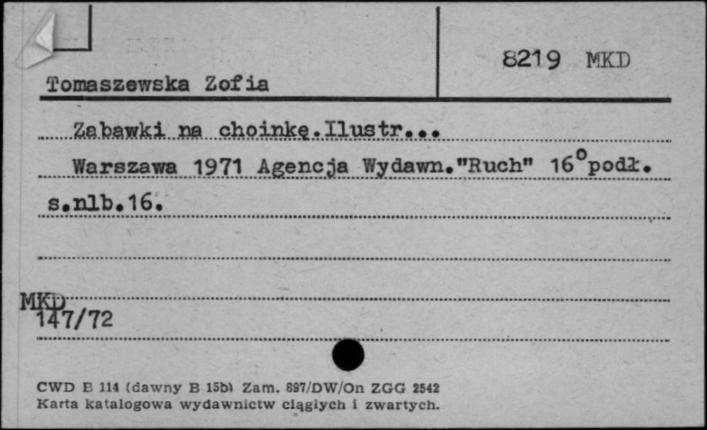 8219 MKD
Tomaszewska Zofia
Zabawki na choinkę.Ilustr...
Warszawa 1971 Agencja Wydawn."Ruch" 16° podł.
s.nlb.16.
MKD
147/72
CWD B 114 (dawny B 15b) Zam. 897/DW/On ZGG 2542
Karta katalogowa wydawnictw ciągłych i zwartych.